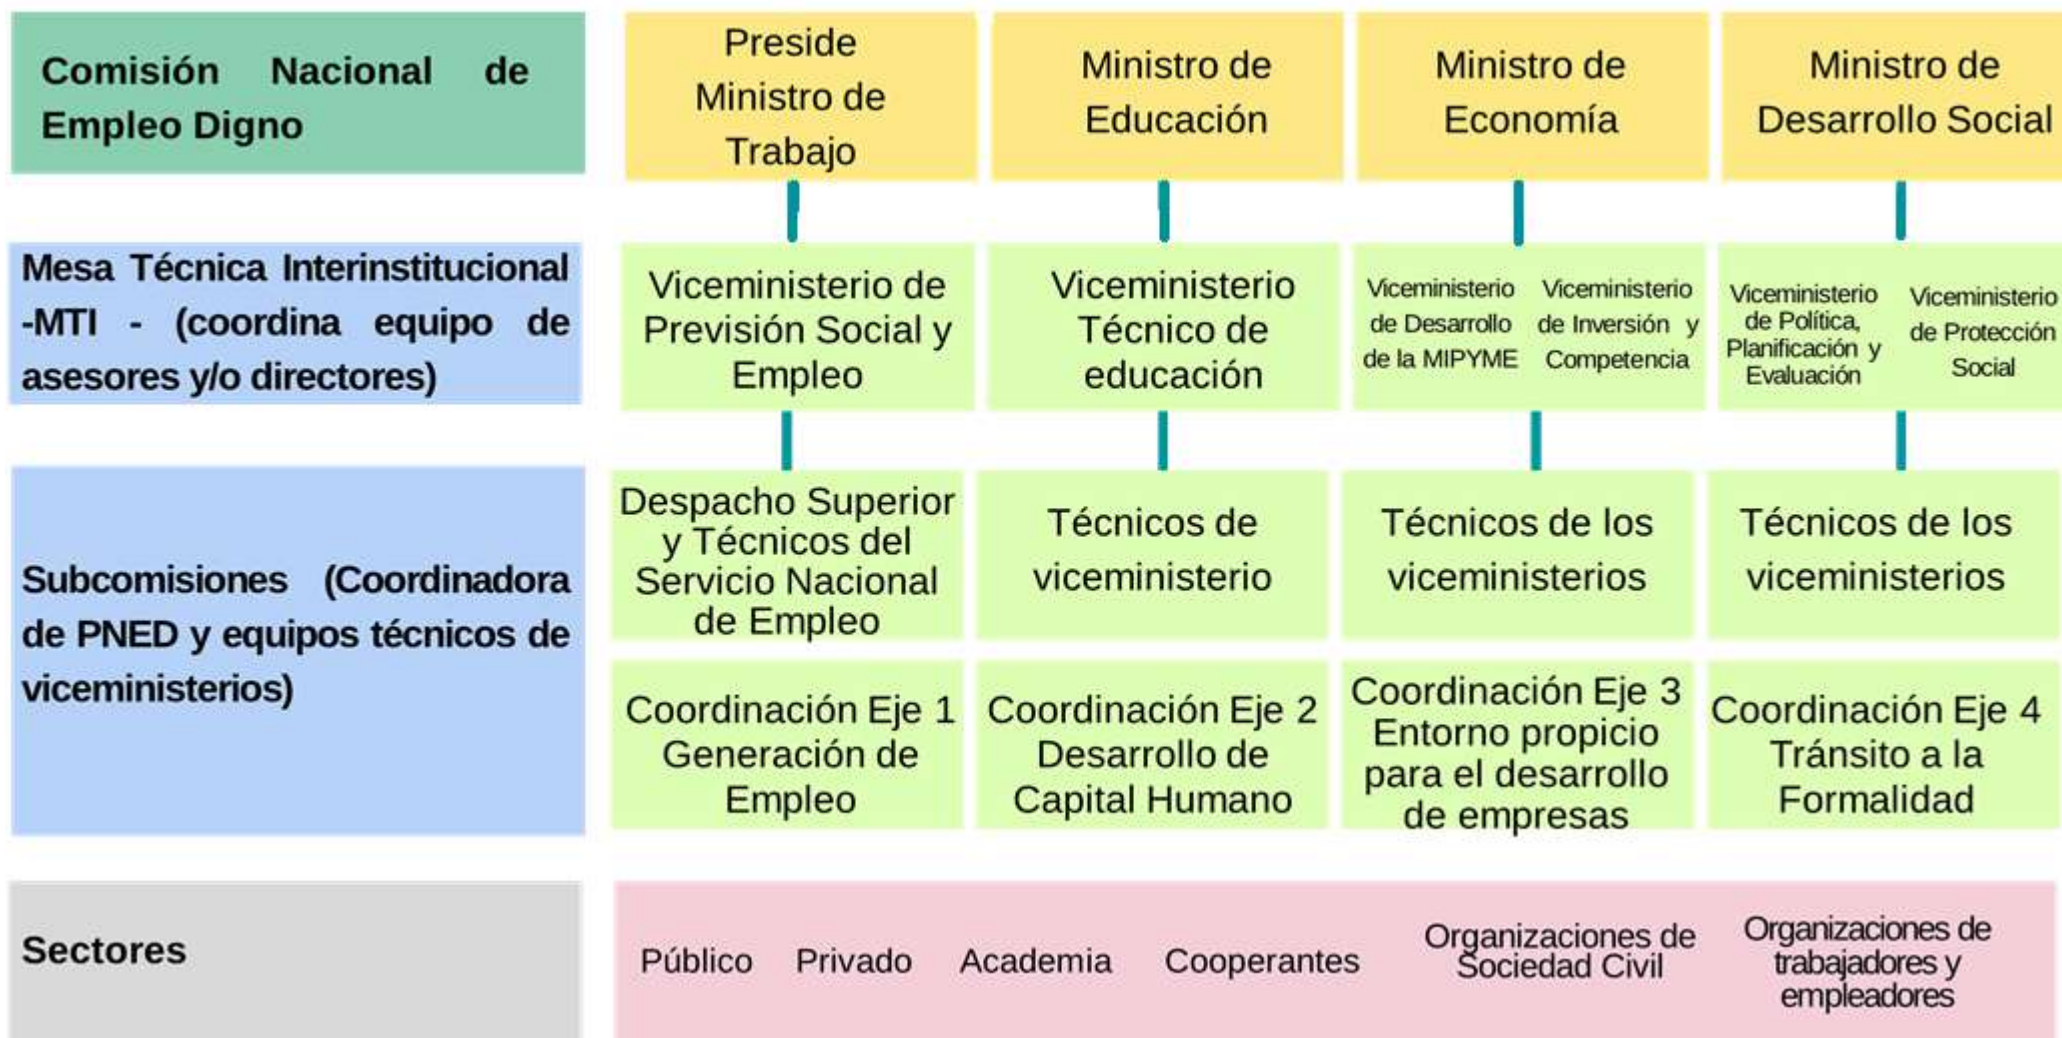 Comisión Nacional de
Empleo Digno
Preside
Ministro de
Trabajo
Ministro de
Educación
Ministro de
Economía
Ministro de
Desarrollo Social
Mesa Técnica Interinstitucional
-MTI - (coordina equipo de
asesores y/o directores)
Viceministerio de
Previsión Social y
Empleo
Viceministerio
Técnico de
educación
Viceministerio
de Desarrollo
de la MIPYME
Viceministerio
de Inversión y
Competencia
Viceministerio
de Política,
Planificación y
Evaluación
Viceministerio
de Protección
Social
Subcomisiones (Coordinadora
de PNED y equipos técnicos de
viceministerios)
Despacho Superior
y Técnicos del
Servicio Nacional
de Empleo
Técnicos de
viceministerio
Técnicos de los
viceministerios
Técnicos de los
viceministerios
Coordinación Eje 1
Generación de
Empleo
Coordinación Eje 2
Desarrollo de
Capital Humano
Coordinación Eje 3
Entorno propicio
para el desarrollo
de empresas
Coordinación Eje 4
Tránsito a la
Formalidad
Sectores
Público
Privado
Academia
Cooperantes
Organizaciones de
Sociedad Civil
Organizaciones de
trabajadores y
empleadores